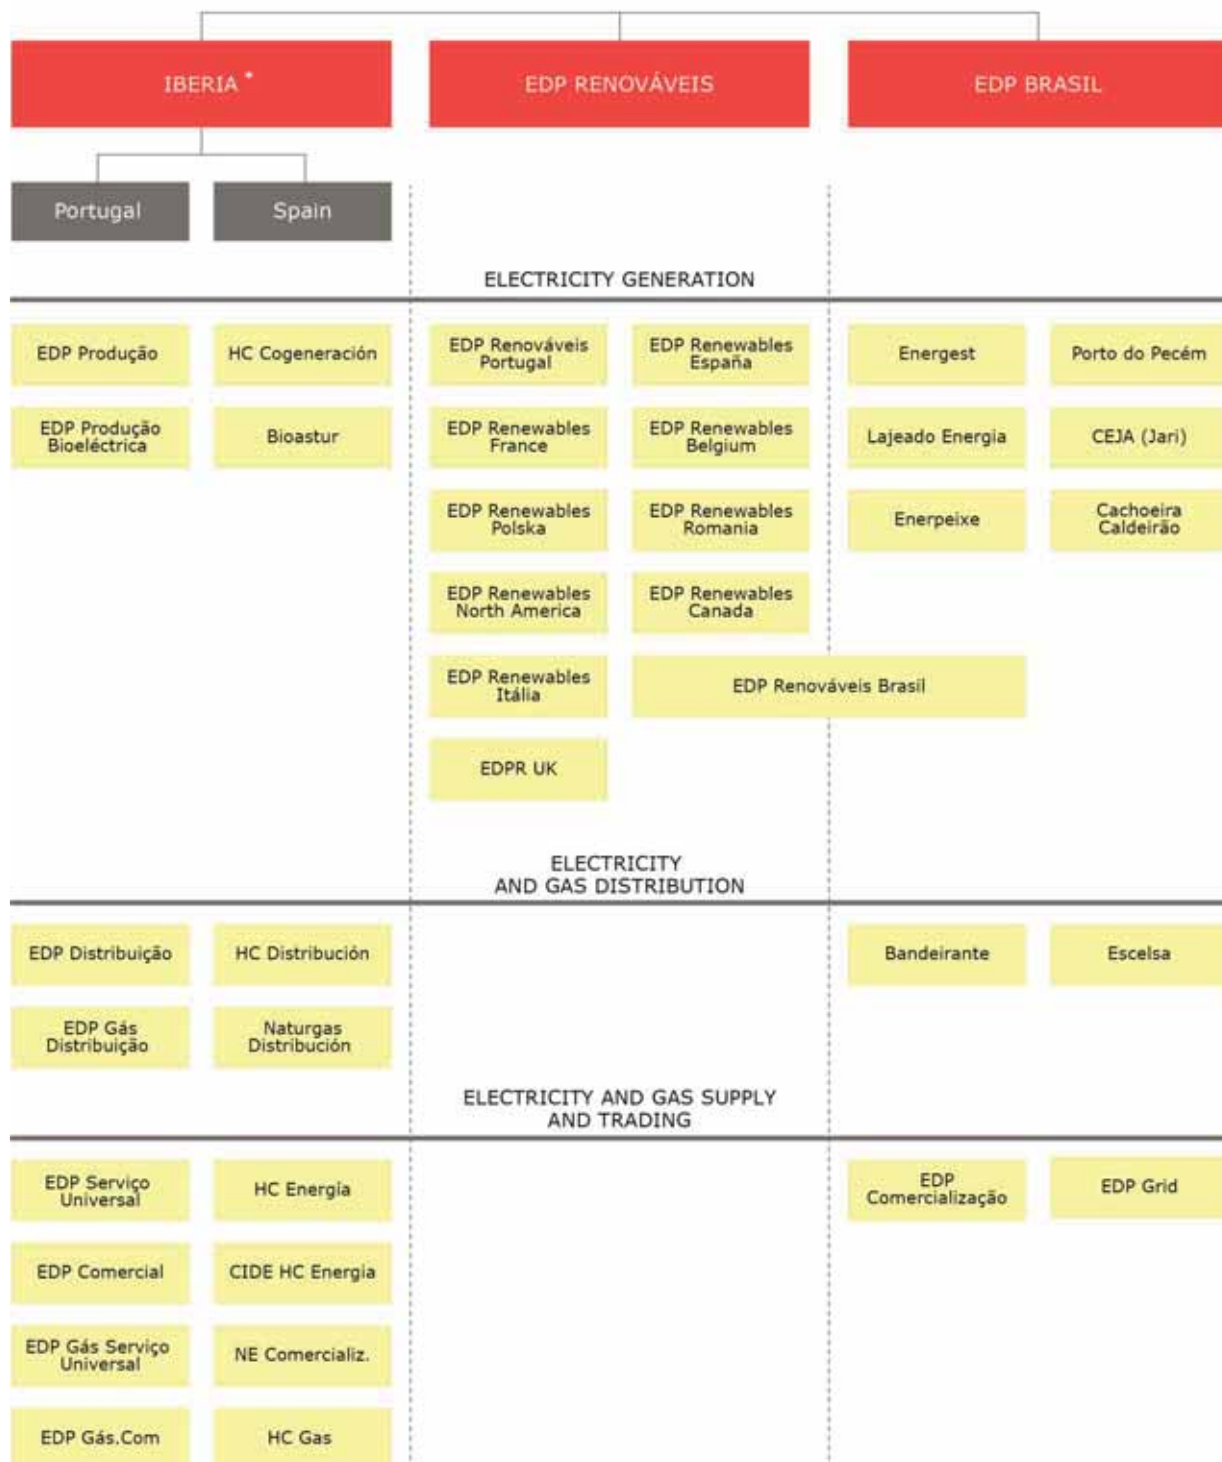 IBERIA *
EDP RENOVÁVEIS
EDP BRASIL
Portugal
Spain
ELECTRICITY GENERATION
EDP Produção
HC Cogeneración
EDP Renováveis
Portugal
EDP Renewables
España
Energest
Porto do Pecém
EDP Produção
Bioeléctrica
Bioastur
EDP Renewables
France
EDP Renewables
Belgium
Lajeado Energia
CEJA (Jari)
EDP Renewables
Polska
EDP Renewables
Romania
Enerpeixe
Cachoeira
Caldeirão
EDP Renewables
North America
EDP Renewables
Canada
EDP Renewables
Itália
EDP Renováveis Brasil
EDPR UK
ELECTRICITY
AND GAS DISTRIBUTION
EDP Distribuição
HC Distribución
Bandeirante
Escelsa
EDP Gás
Distribuição
Naturgas
Distribución
ELECTRICITY AND GAS SUPPLY
AND TRADING
EDP Serviço
Universal
HC Energía
EDP
Comercialização
EDP Grid
EDP Comercial
CIDE HC Energia
EDP Gás Serviço
Universal
NE Comercializ.
EDP Gás.Com
HC Gas